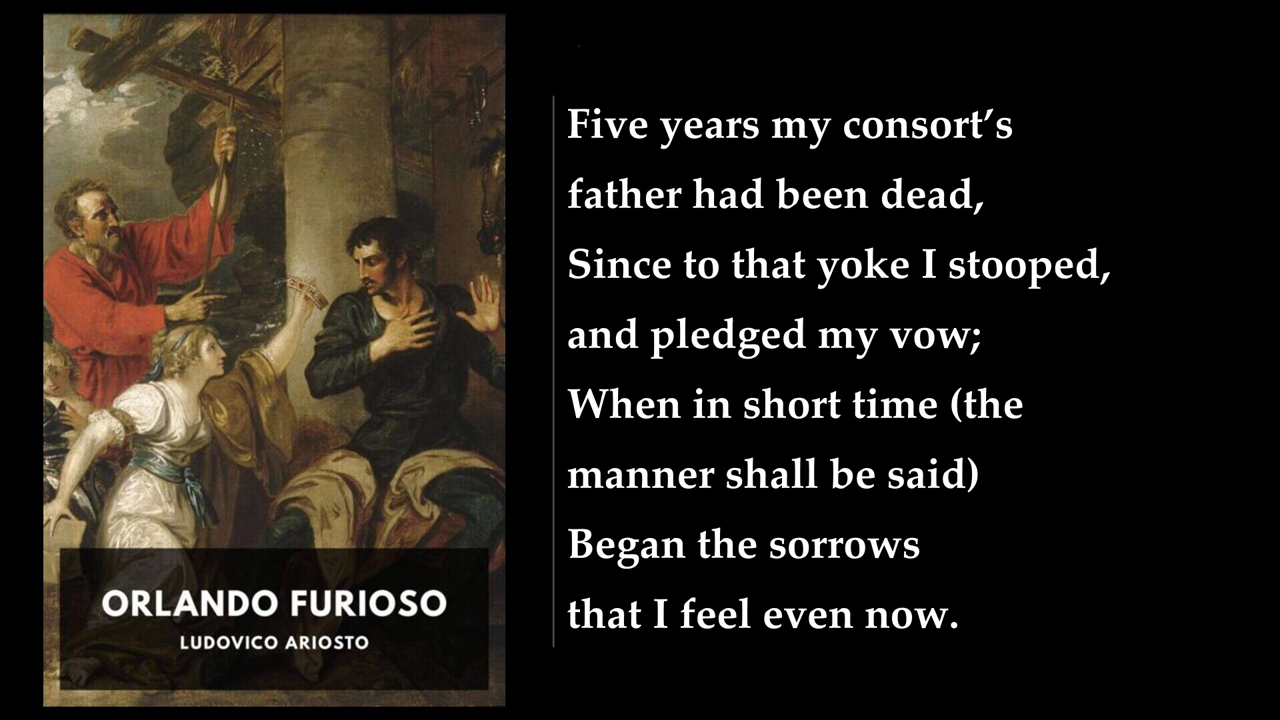 Five years my consort’s
father had been dead,
Since to that yoke I stooped,
and pledged my vow;
When in short time (the
manner shall be said)
Began the sorrows
that I feel even now.
ORLANDO FURIOSO
LUDOVICO ARIOSTO